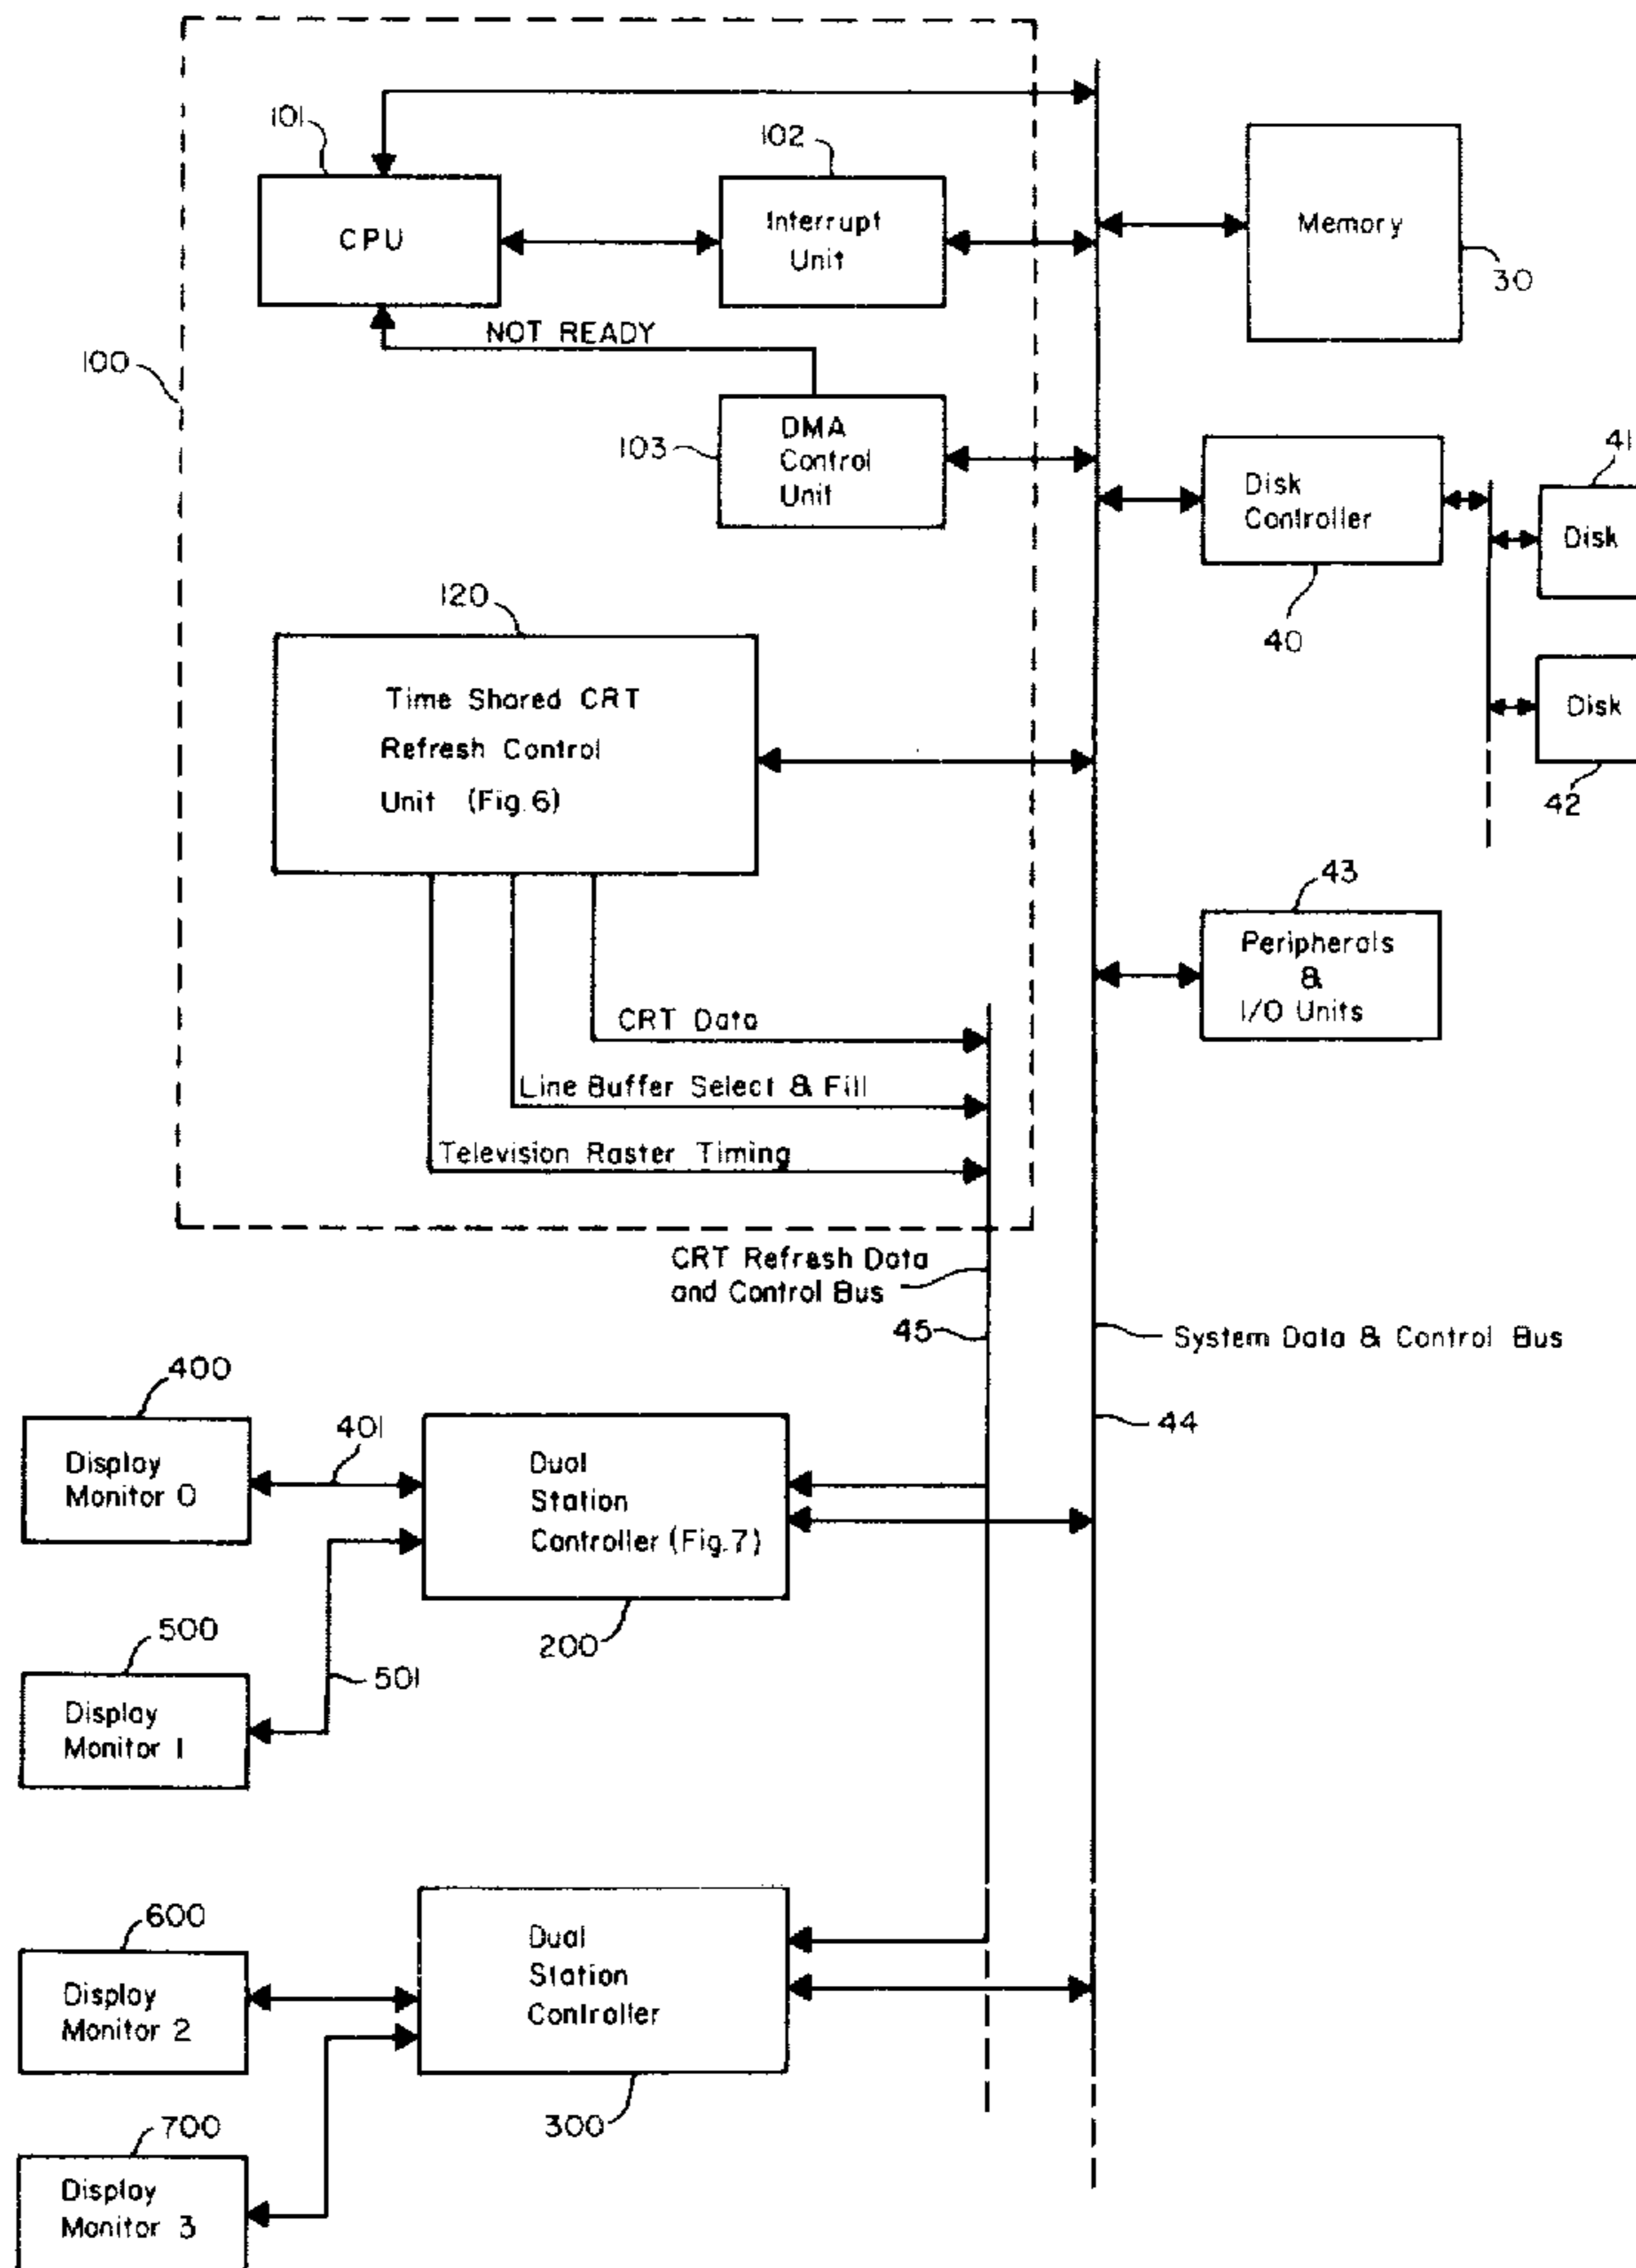 101
CPU
102
Interrupt
Unit
Memory
30
NOT READY
100
103
DMA
Control
Unit
Disk
Controller
40
41
Disk
Disk
42
120
Time Shared CRT
Refresh Control
Unit (Fig. 6)
43
Peripherals
&
I/O Units
CRT Data
Line Buffer Select & Fill
Television Raster Timing
CRT Refresh Data
and Control Bus
45
System Data & Control Bus
44
400
Display
Monitor 0
401
Dual
Station
Controller (Fig. 7)
200
500
Display
Monitor 1
501
600
Display
Monitor 2
Dual
Station
Controller
300
700
Display
Monitor 3